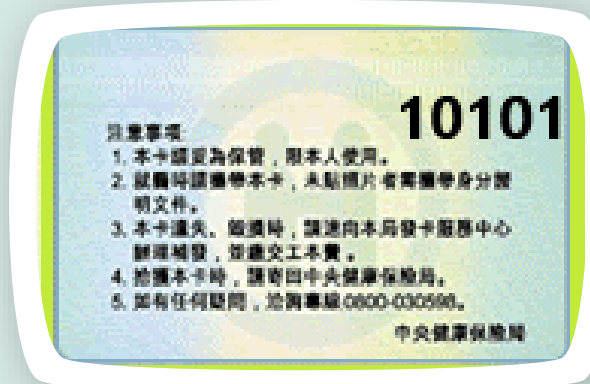 10101
注意事項:
1. 本卡請妥為保管，限本人使用。
2. 就醫時請攜帶本卡，未貼照片者需攜帶身分證
明文件。
3. 本卡遺失、毀損時，請速向本局發卡服務中心
辦理補發，並繳交工本費。
4. 拾獲本卡時，請寄回中央健康保險局。
5. 如有任何疑問，洽詢專線0800-030598。
中央健康保險局